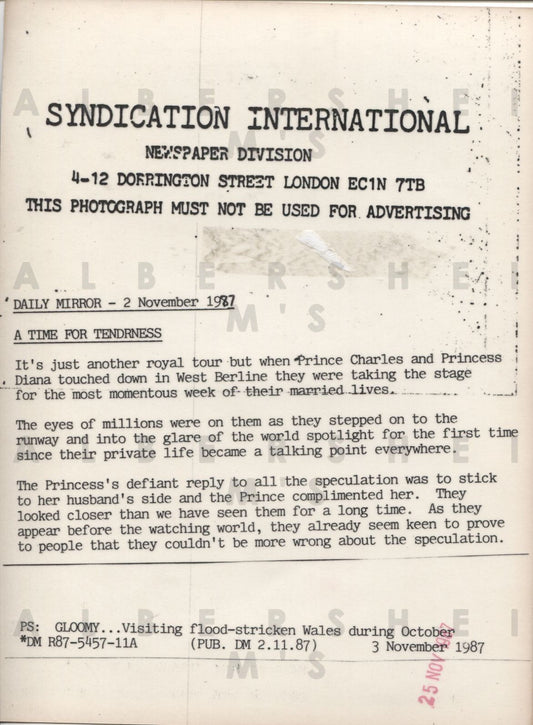 SYNDICATION INTERNATIONAL
NEWSPAPER DIVISION
4-12 DORRINGTON STREET LONDON EC1N 7TB
THIS PHOTOGRAPH MUST NOT BE USED FOR ADVERTISING
DAILY MIRROR - 2 November 1987
A TIME FOR TENDRNESS
It's just another royal tour but when Prince Charles and Princess
Diana touched down in West Berline they were taking the stage
for the most momentous week of their married lives.
The eyes of millions were on them as they stepped on to the
runway and into the glare of the world spotlight for the first time
since their private life became a talking point everywhere.
The Princess's defiant reply to all the speculation was to stick
to her husband's side and the Prince complimented her. They
looked closer than we have seen them for a long time. As they
appear before the watching world, they already seem keen to prove
to people that they couldn't be more wrong about the speculation.
PS: GLOOMY...Visiting flood-stricken Wales during October
*DM R87-5457-11A (PUB. DM 2.11.87) 3 November 1987
25 NOV 1987
ALBERSHEI
M'S
ALBERSHEI
M'S
ALBERSHEI
M'S
ALBERSHEI
M'S